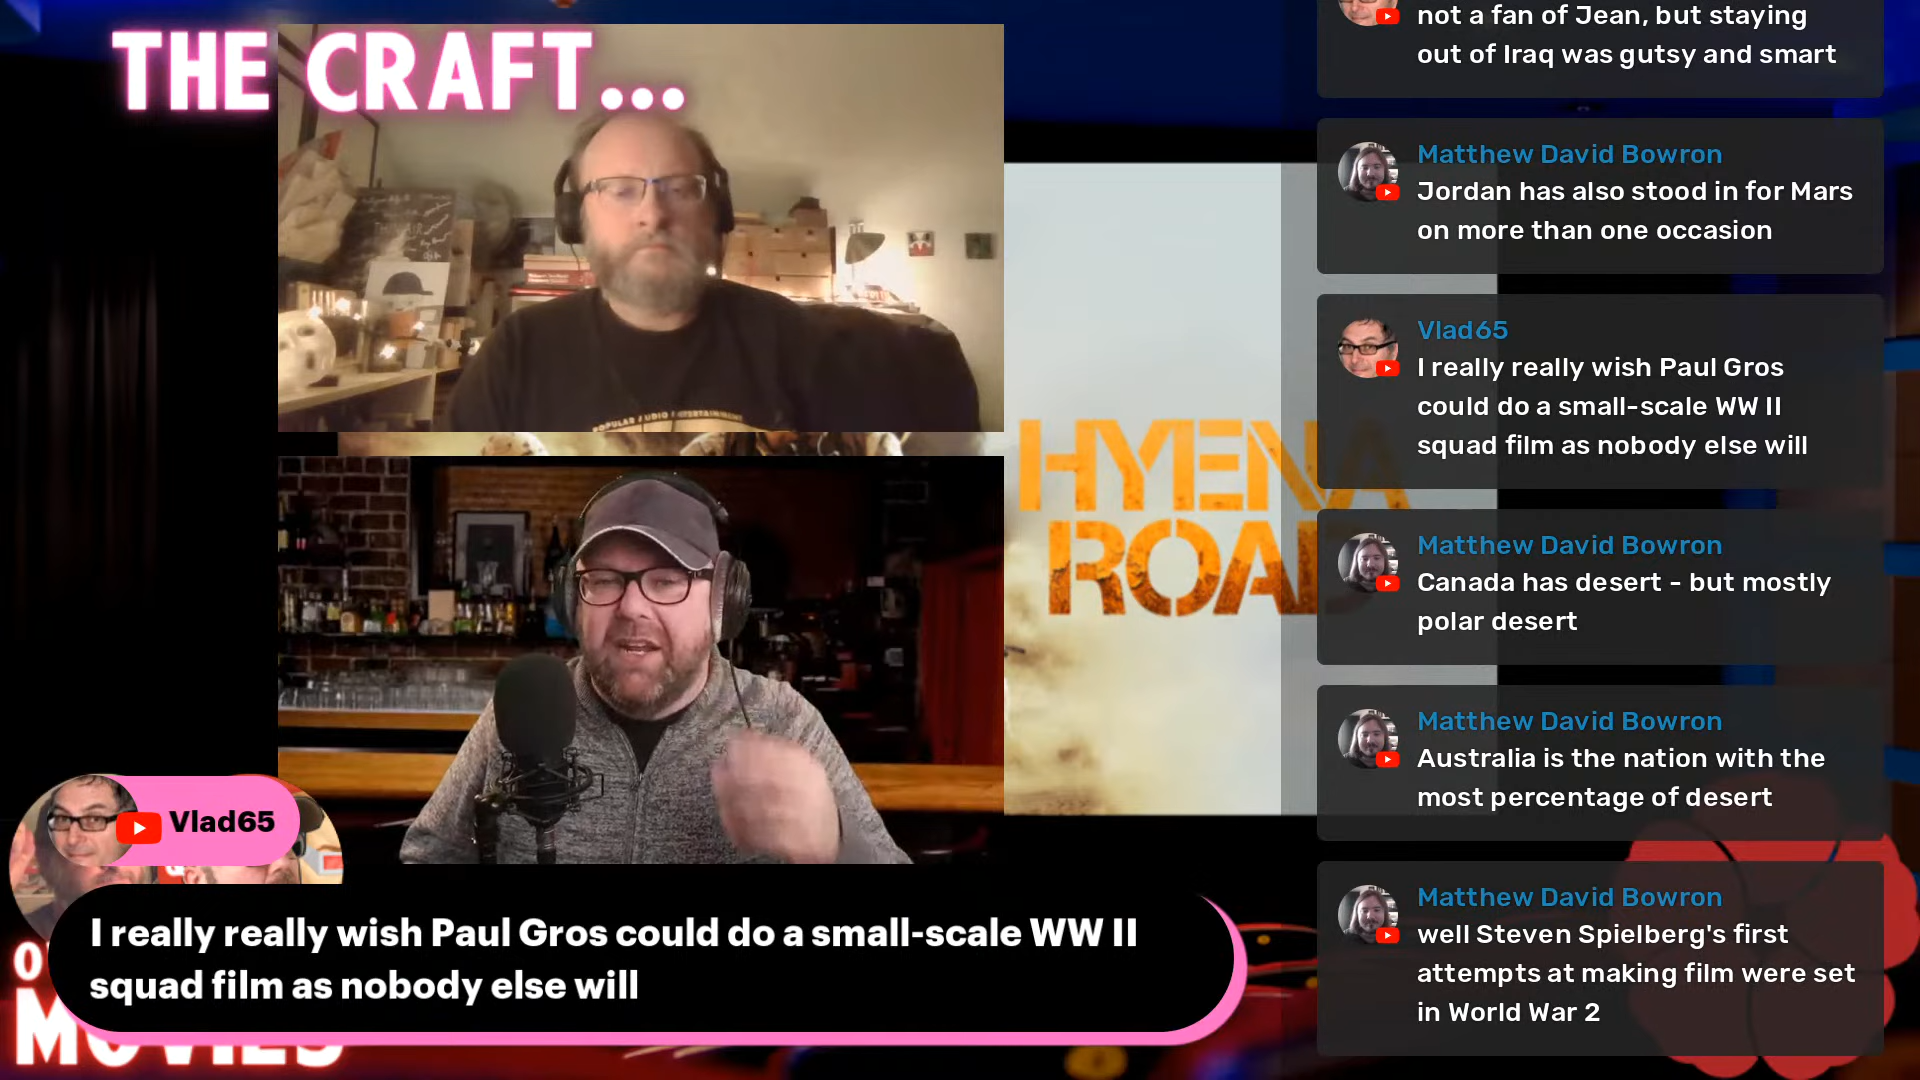 THE CRAFT...
POPULAR AUDIO ENTERTAINMENT
HYENA
ROAD
Vlad65
I really really wish Paul Gros could do a small-scale WW II
squad film as nobody else will
MOVIES
not a fan of Jean, but staying
out of Iraq was gutsy and smart
Matthew David Bowron
Jordan has also stood in for Mars
on more than one occasion
Vlad65
I really really wish Paul Gros
could do a small-scale WW II
squad film as nobody else will
Matthew David Bowron
Canada has desert - but mostly
polar desert
Matthew David Bowron
Australia is the nation with the
most percentage of desert
Matthew David Bowron
well Steven Spielberg's first
attempts at making film were set
in World War 2